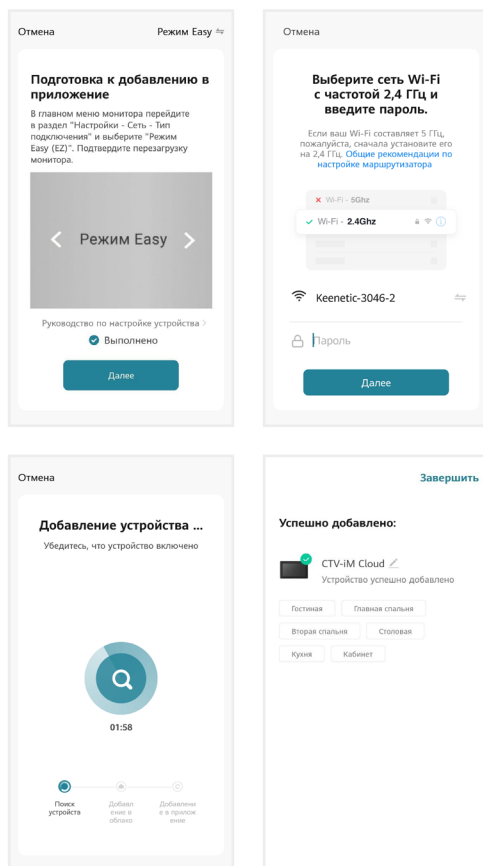 Отмена
Режим Easy
Подготовка к добавлению в
приложение
В главном меню монитора перейдите
в раздел "Настройки - Сеть - Тип
подключения" и выберите "Режим
Easy (EZ)". Подтвердите перезагрузку
монитора.
Режим Easy
Руководство по настройке устройства
Выполнено
Далее
Отмена
Выберите сеть Wi-Fi
с частотой 2,4 ГГц и
введите пароль.
Если ваш Wi-Fi составляет 5 ГГц,
пожалуйста, сначала установите его
на 2,4 ГГц. Общие рекомендации по
настройке маршрутизатора
Wi-Fi - 5Ghz
Wi-Fi - 2.4Ghz
Keenetic-3046-2
Пароль
Далее
Отмена
Добавление устройства ...
Убедитесь, что устройство включено
01:58
Поиск
устройства
Добавл
ение в
облако
Добавлени
е в прилож
ение
Завершить
Успешно добавлено:
CTV-iM Cloud
Устройство успешно добавлено
Гостиная
Главная спальня
Вторая спальня
Столовая
Кухня
Кабинет